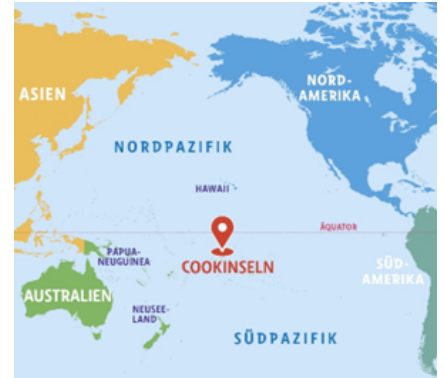 ASIEN
NORD-
AMERIKA
NORDPAZIFIK
HAWAII
ÄQUATOR
PAPUA-
NEUGUINEA
COOKINSELN
SÜD-
AMERIKA
AUSTRALIEN
NEUSEE-
LAND
SÜDPAZIFIK